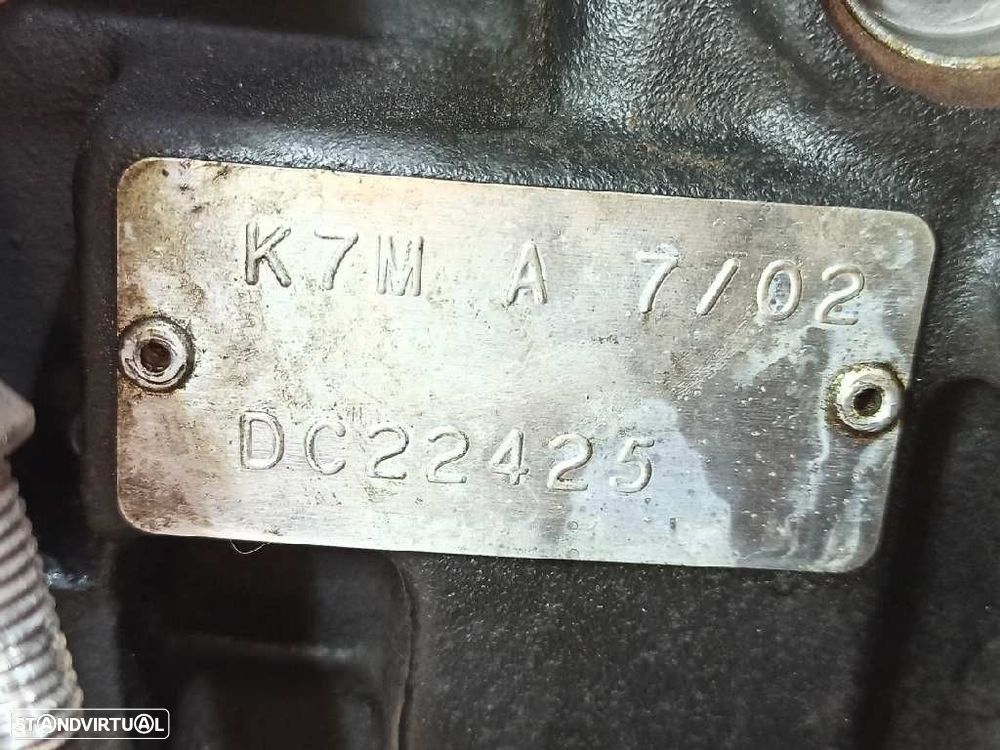 K7M A 7/02
DC22425
STANDVIRTUAL